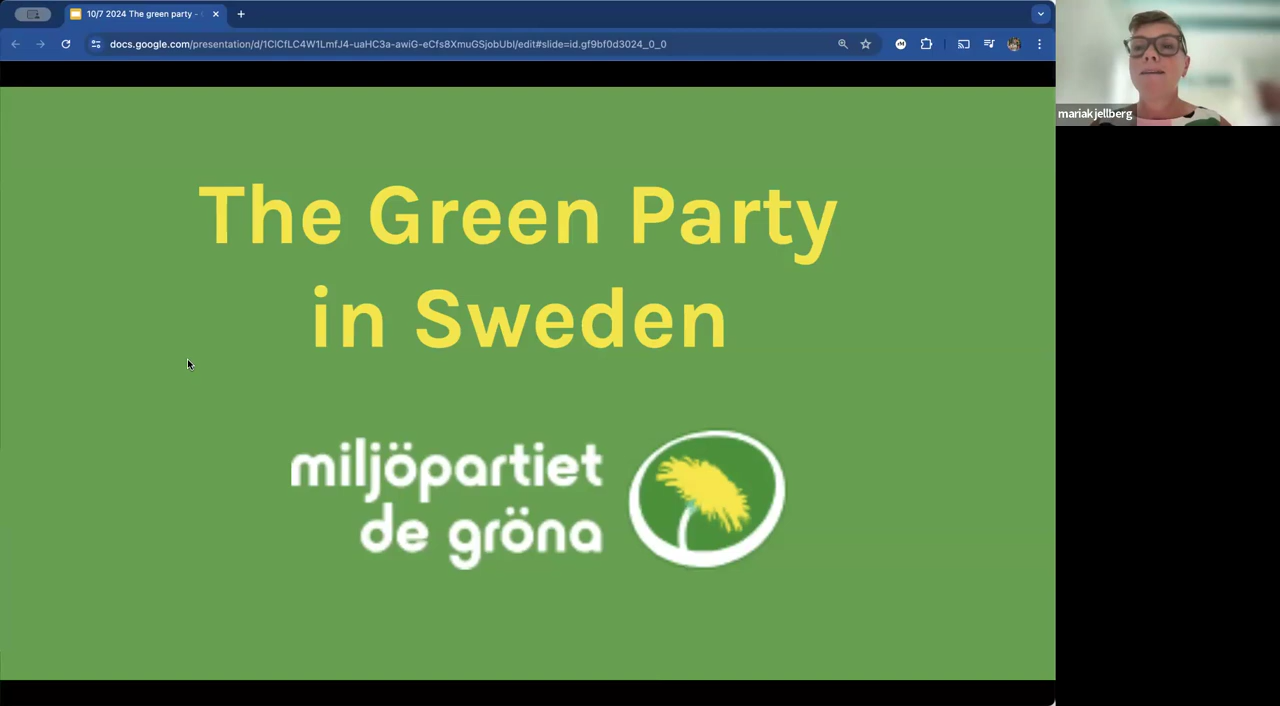 10/7 2024 The green party -
docs.google.com/presentation/d/1ClCfLC4W1LmfJ4-uaHC3a-awiG-eCfs8XmuGSjobUbI/edit#slide=id.gf9bf0d3024_0_0
The Green Party
in Sweden
miljöpartiet
de gröna
mariakjellberg